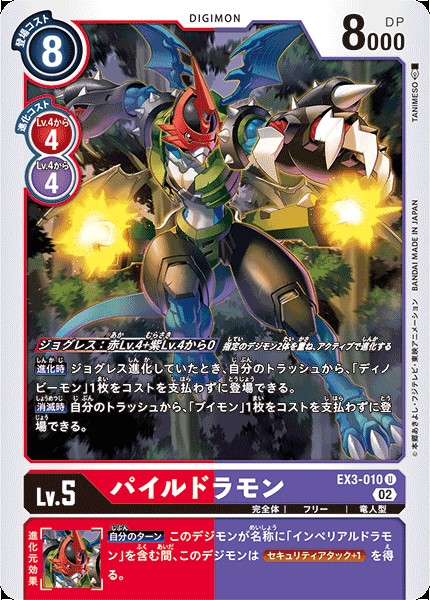 DIGIMON
登場コスト
8
DP
8000
進化コスト
Lv.4から
4
Lv.4から
4
TANIMESO
BANDAI MADE IN JAPAN
©本郷あきよし・フジテレビ・東映アニメーション
ジョグレス:赤Lv.4+紫Lv.4から0 指定のデジモン2体を重ね、アクティブで進化する
進化時 ジョグレス進化していたとき、自分のトラッシュから、「ディノ
ビーモン」1枚をコストを支払わずに登場できる。
消滅時 自分のトラッシュから、「ブイモン」1枚をコストを支払わずに登
場できる。
Lv.5
パイルドラモン
EX3-010 U
02
完全体 | フリー | 竜人型
進化元効果
自分のターン このデジモンが名称に「インペリアルドラモ
ン」を含む間、このデジモンは セキュリティアタック+1 を得
る。